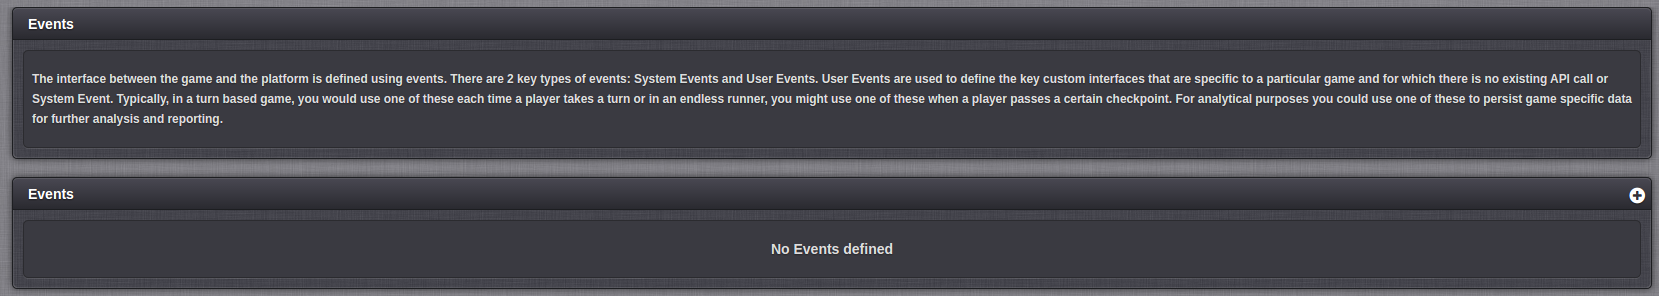 Events
The interface between the game and the platform is defined using events. There are 2 key types of events: System Events and User Events. User Events are used to define the key custom interfaces that are specific to a particular game and for which there is no existing API call or
System Event. Typically, in a turn based game, you would use one of these each time a player takes a turn or in an endless runner, you might use one of these when a player passes a certain checkpoint. For analytical purposes you could use one of these to persist game specific data
for further analysis and reporting.
Events
No Events defined